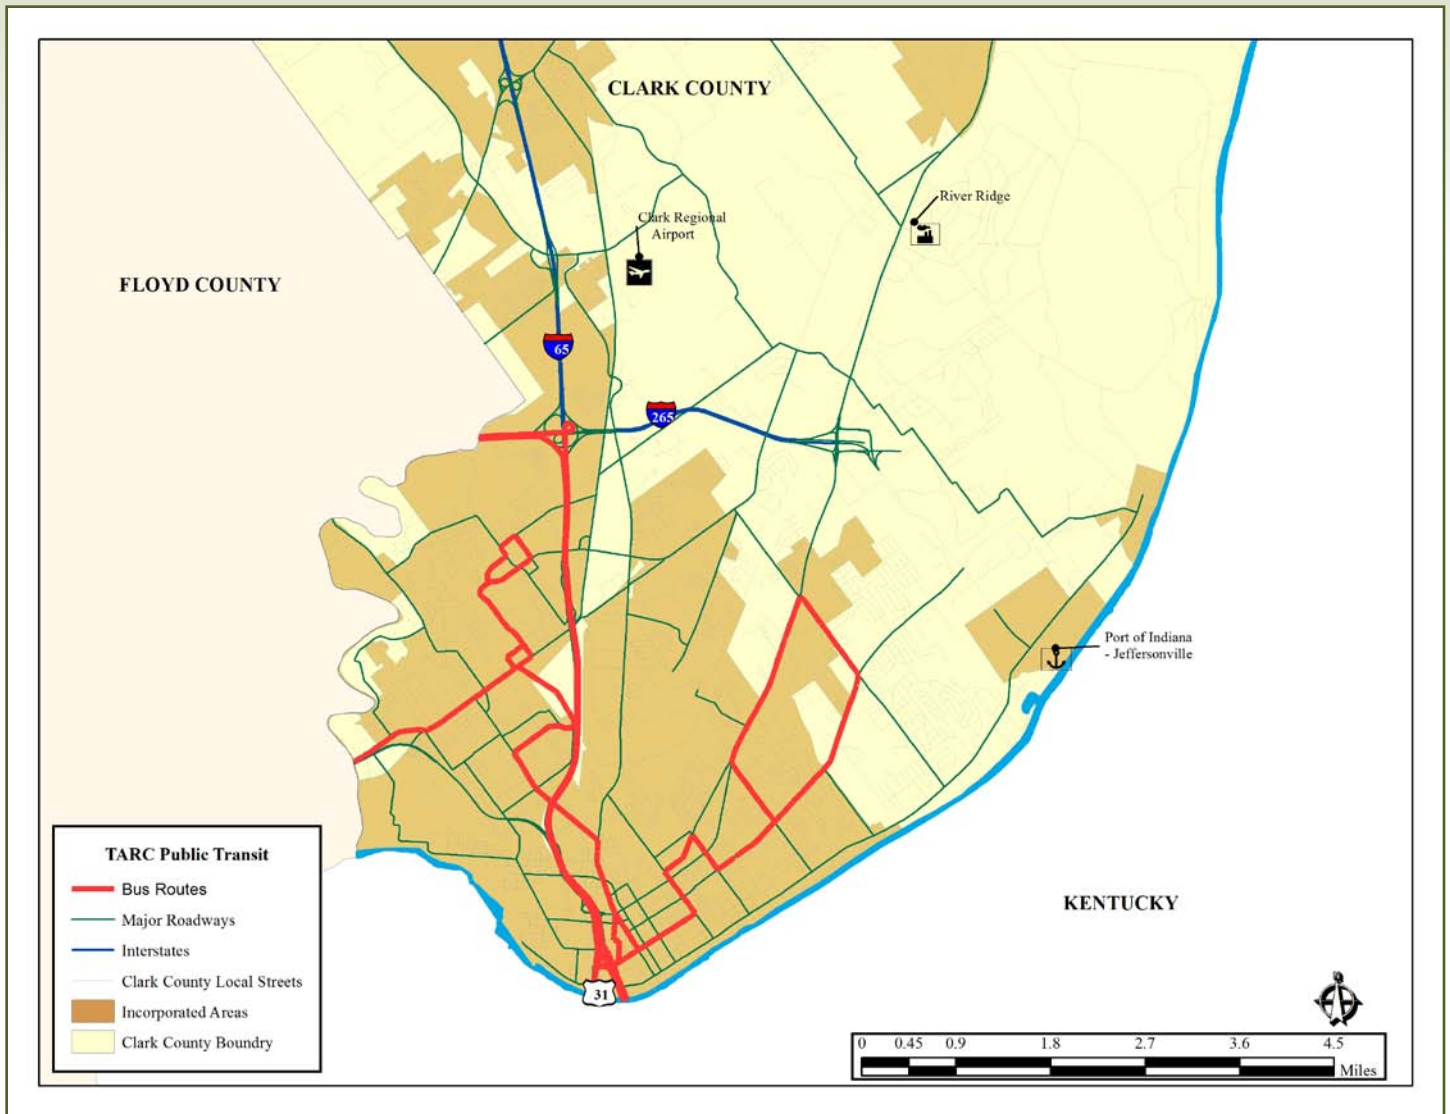 CLARK COUNTY
River Ridge
Clark Regional
Airport
FLOYD COUNTY
65
265
Port of Indiana
- Jeffersonville
TARC Public Transit
Bus Routes
Major Roadways
Interstates
Clark County Local Streets
Incorporated Areas
Clark County Boundry
KENTUCKY
31
0 0.45 0.9 1.8 2.7 3.6 4.5
Miles